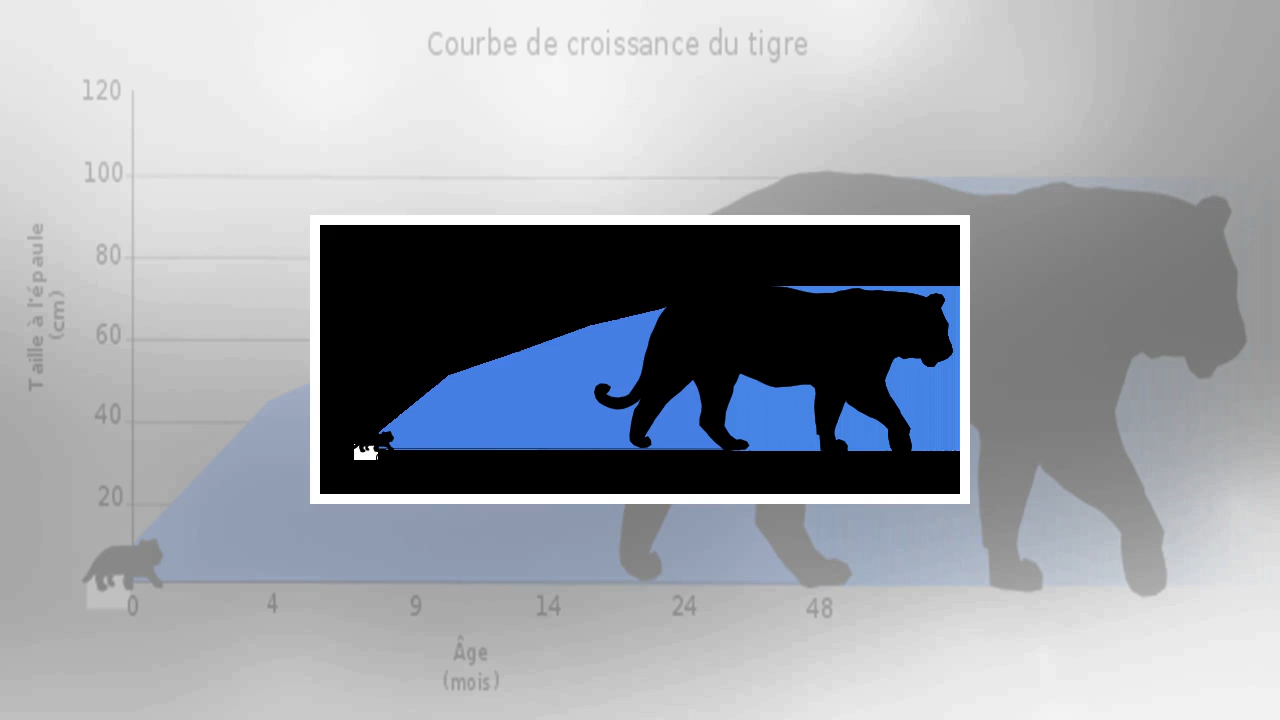 Courbe de croissance du tigre
120
100
80
60
40
20
Taille à l'épaule
(cm)
0 4 9 14 24 48
Âge
(mois)